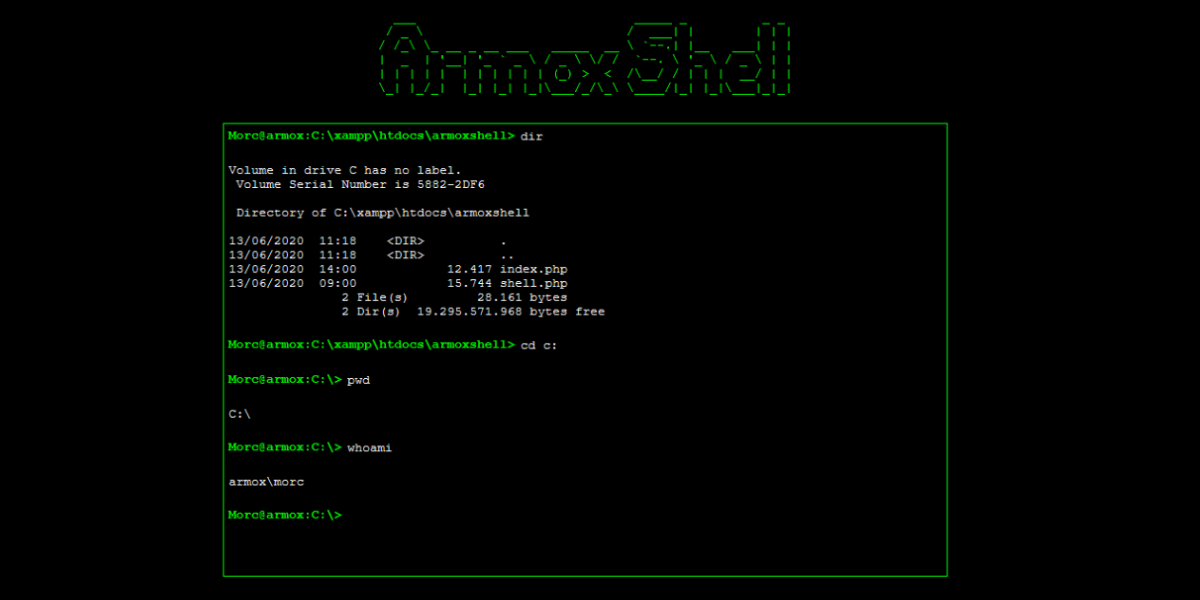 ArmoxShell
Morc@armox:C:\xampp\htdocs\armoxshell> dir
Volume in drive C has no label.
Volume Serial Number is 5882-2DF6
Directory of C:\xampp\htdocs\armoxshell
13/06/2020  11:18    <DIR>          .
13/06/2020  11:18    <DIR>          ..
13/06/2020  14:00            12.417 index.php
13/06/2020  09:00            15.744 shell.php
2 File(s)         28.161 bytes
2 Dir(s)  19.295.571.968 bytes free
Morc@armox:C:\xampp\htdocs\armoxshell> cd c:
Morc@armox:C:\> pwd
C:\
Morc@armox:C:\> whoami
armox\morc
Morc@armox:C:\>